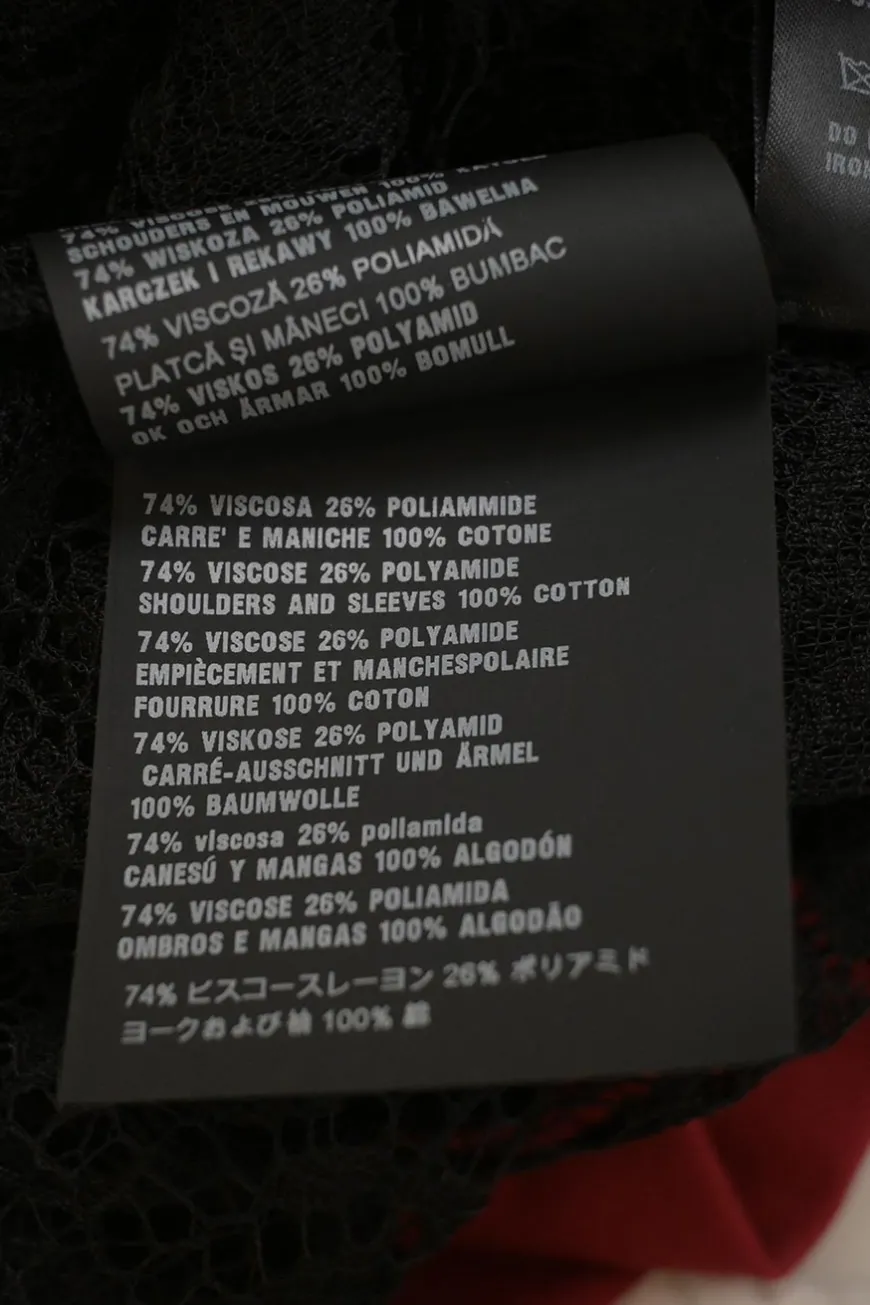 74% VISCOSE 26%
SCHOUDERS EN MOUWEN 100%
74% WISKOZA 26% POLIAMID
KARCZEK I REKAWY 100% BAWELNA
74% VISCOZĂ 26% POLIAMIDĂ
PLATCĂ ŞI MÂNECI 100% BUMBAC
74% VISKOS 26% POLYAMID
OK OCH ÄRMAR 100% BOMULL
74% VISCOSA 26% POLIAMMIDE
CARRE' E MANICHE 100% COTONE
74% VISCOSE 26% POLYAMIDE
SHOULDERS AND SLEEVES 100% COTTON
74% VISCOSE 26% POLYAMIDE
EMPIÈCEMENT ET MANCHESPOLAIRE
FOURRURE 100% COTON
74% VISKOSE 26% POLYAMID
CARRÉ-AUSSCHNITT UND ÄRMEL
100% BAUMWOLLE
74% viscosa 26% poliamida
CANESÚ Y MANGAS 100% ALGODÓN
74% VISCOSE 26% POLIAMIDA
OMBROS E MANGAS 100% ALGODÃO
74% ビスコースレーヨン 26% ポリアミド
ヨークおよび袖 100% 綿
DO
IRON